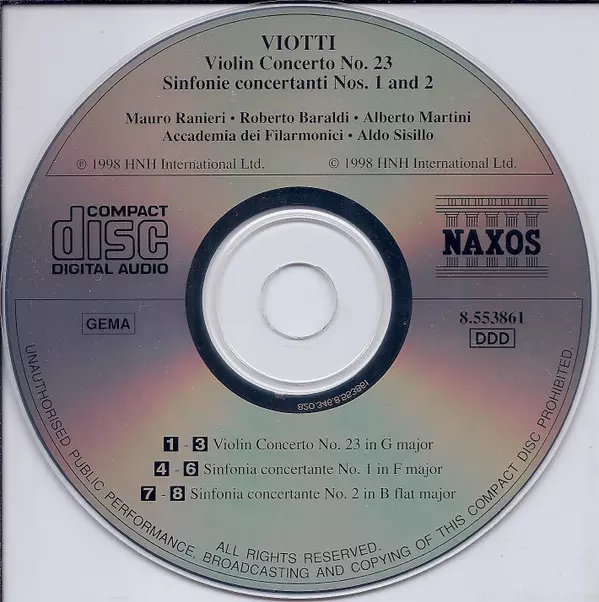 VIOTTI
Violin Concerto No. 23
Sinfonie concertanti Nos. 1 and 2
Mauro Ranieri • Roberto Baraldi • Alberto Martini
Accademia dei Filarmonici • Aldo Sisillo
℗ 1998 HNH International Ltd. © 1998 HNH International Ltd.
COMPACT
disc
DIGITAL AUDIO
NAXOS
GEMA
8.553861
DDD
1 - 3 Violin Concerto No. 23 in G major
4 - 6 Sinfonia concertante No. 1 in F major
7 - 8 Sinfonia concertante No. 2 in B flat major
ALL RIGHTS RESERVED.
UNAUTHORISED PUBLIC PERFORMANCE, BROADCASTING AND COPYING OF THIS COMPACT DISC PROHIBITED.